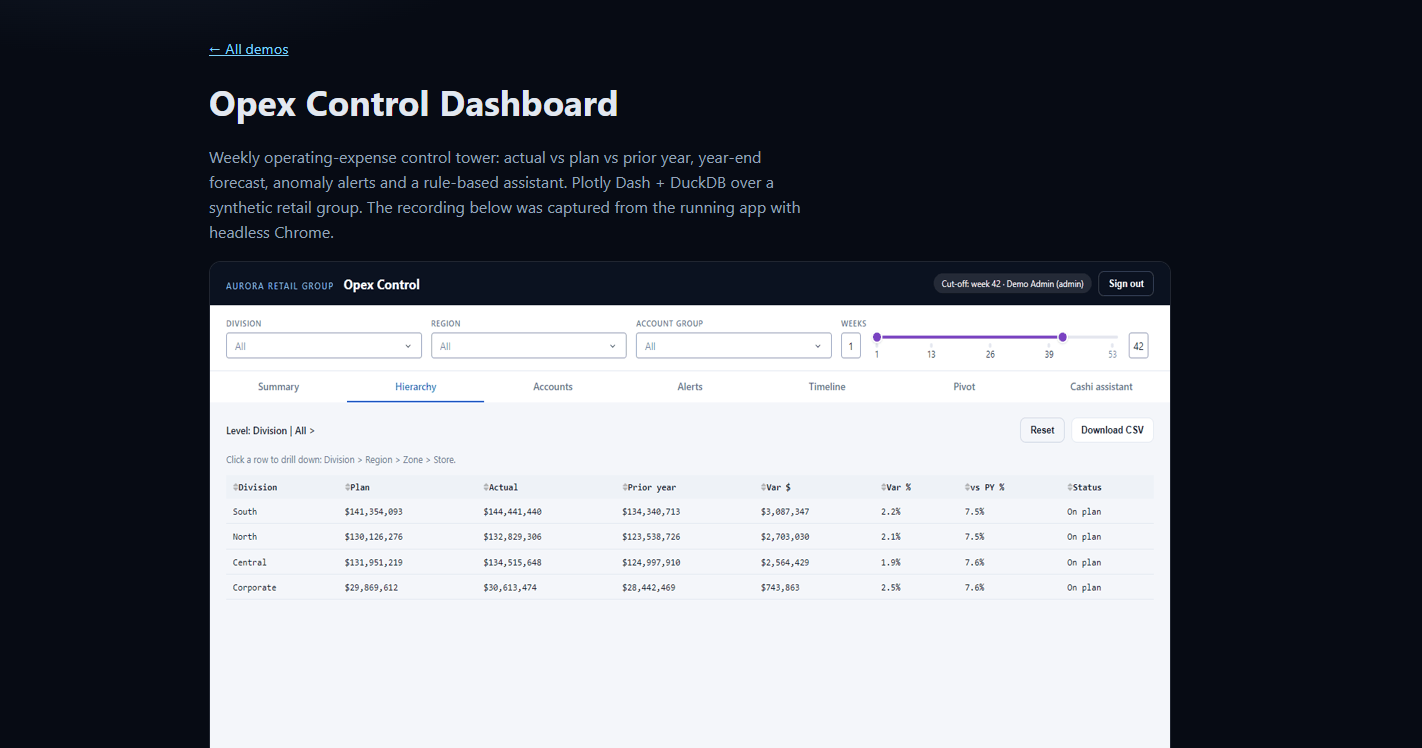 ← All demos
Opex Control Dashboard
Weekly operating-expense control tower: actual vs plan vs prior year, year-end
forecast, anomaly alerts and a rule-based assistant. Plotly Dash + DuckDB over a
synthetic retail group. The recording below was captured from the running app with
headless Chrome.
AURORA RETAIL GROUP Opex Control Cut-off: week 42 · Demo Admin (admin) Sign out
DIVISION REGION ACCOUNT GROUP WEEKS
All All All 1 42
1 13 26 39 53
Summary Hierarchy Accounts Alerts Timeline Pivot Cashi assistant
Level: Division | All > Reset Download CSV
Click a row to drill down: Division > Region > Zone > Store.
Division Plan Actual Prior year Var $ Var % vs PY % Status
South $141,354,093 $144,441,440 $134,340,713 $3,087,347 2.2% 7.5% On plan
North $130,126,276 $132,829,306 $123,538,726 $2,703,030 2.1% 7.5% On plan
Central $131,951,219 $134,515,648 $124,997,910 $2,564,429 1.9% 7.6% On plan
Corporate $29,869,612 $30,613,474 $28,442,469 $743,863 2.5% 7.6% On plan